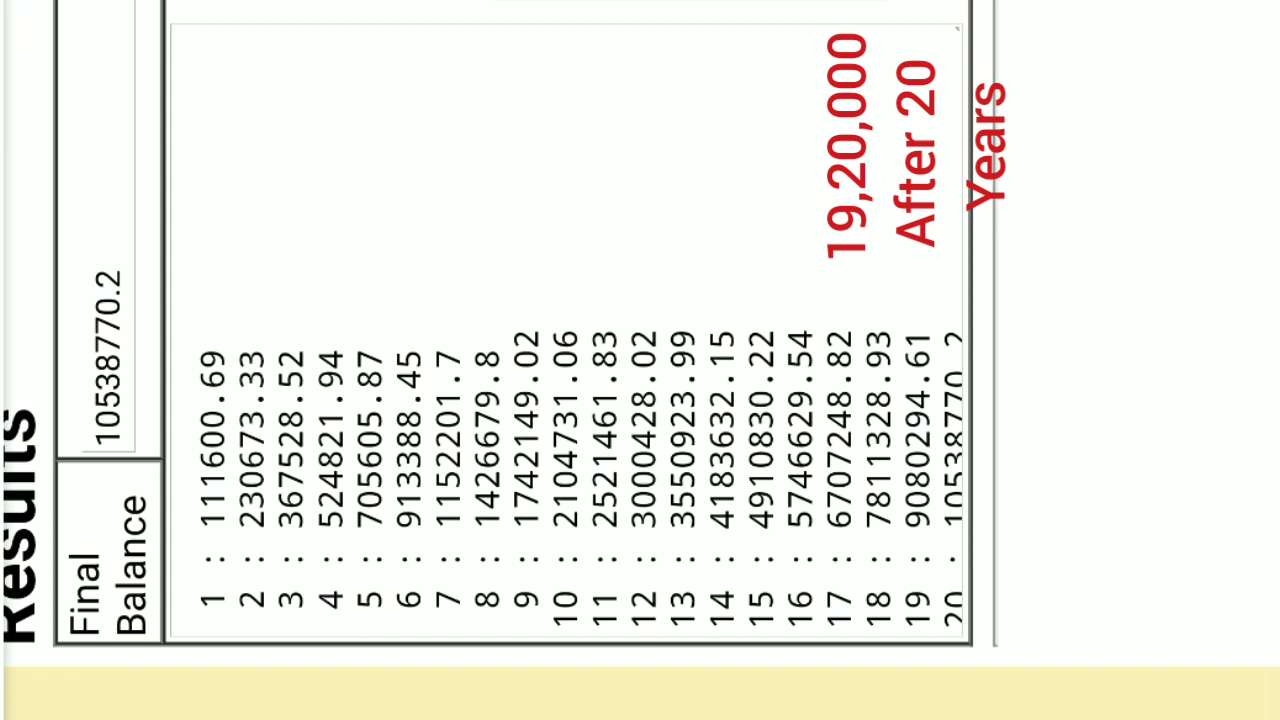 Results
Final
Balance
10538770.2
1 : 111600.69
2 : 230673.33
3 : 367528.52
4 : 524821.94
5 : 705605.87
6 : 913388.45
7 : 1152201.7
8 : 1426679.8
9 : 1742149.02
10 : 2104731.06
11 : 2521461.83
12 : 3000428.02
13 : 3550923.99
14 : 4183632.15
15 : 4910830.22
16 : 5746629.54
17 : 6707248.82
18 : 7811328.93
19 : 9080294.61
20 : 10538770.2
19,20,000
After 20
Years